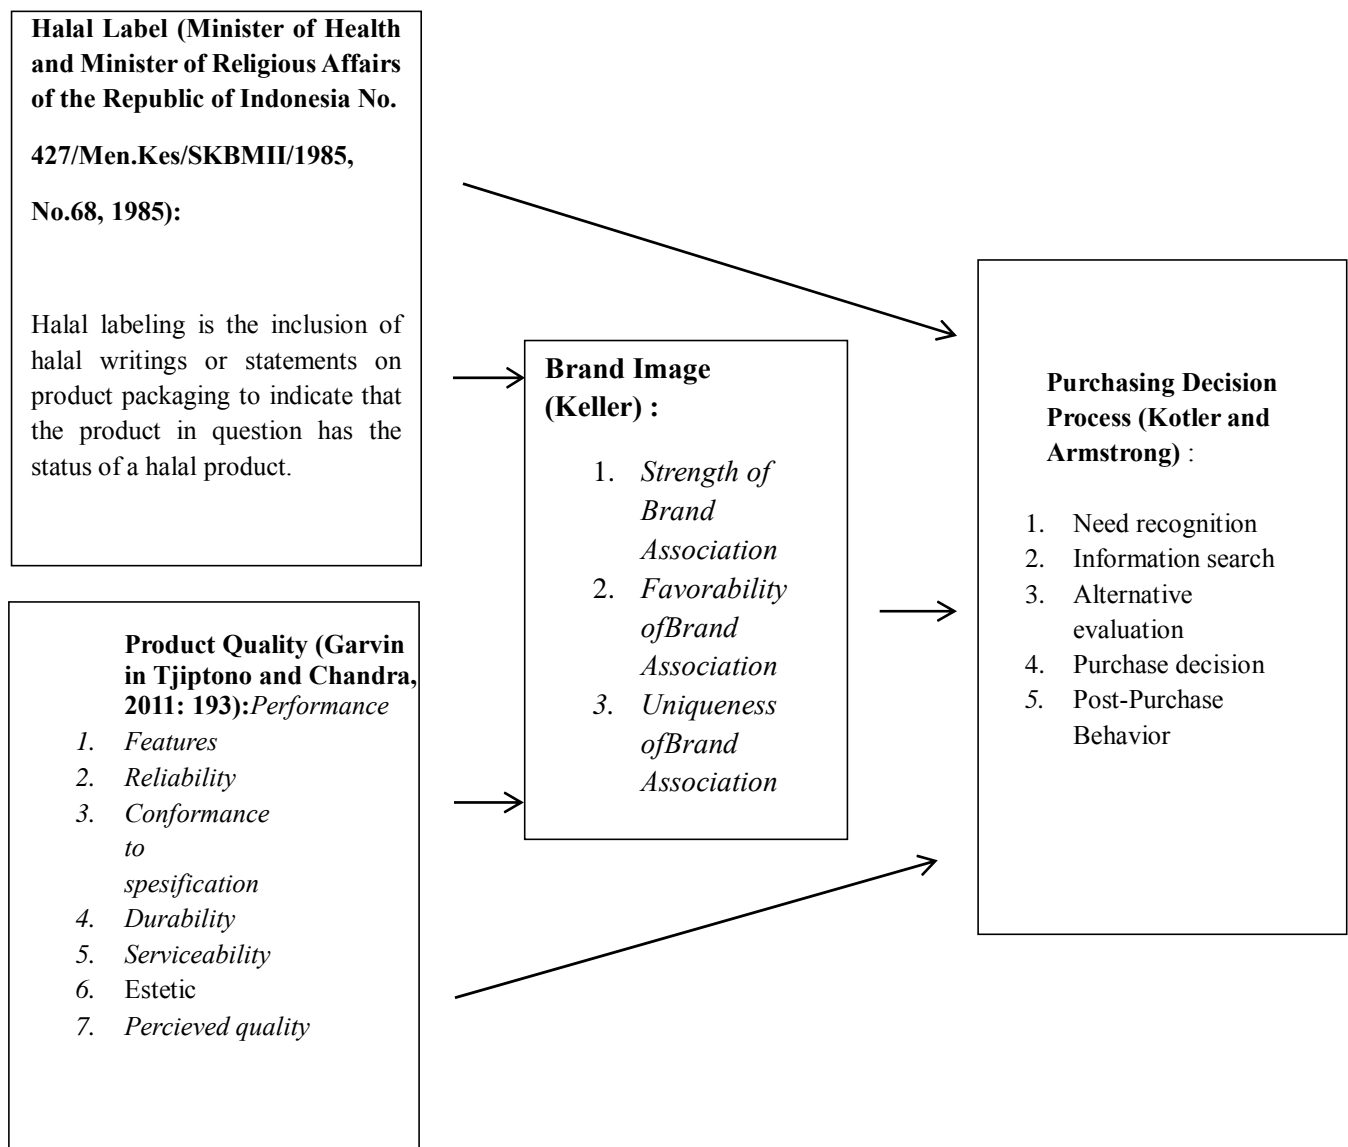 Halal Label (Minister of Health
and Minister of Religious Affairs
of the Republic of Indonesia No.
427/Men.Kes/SKBMII/1985,
No.68, 1985):
Halal labeling is the inclusion of
halal writings or statements on
product packaging to indicate that
the product in question has the
status of a halal product.
Product Quality (Garvin
in Tjiptono and Chandra,
2011: 193):Performance
1. Features
2. Reliability
3. Conformance
to
spesification
4. Durability
5. Serviceability
6. Estetic
7. Percieved quality
Brand Image
(Keller) :
1. Strength of
Brand
Association
2. Favorability
ofBrand
Association
3. Uniqueness
ofBrand
Association
Purchasing Decision
Process (Kotler and
Armstrong) :
1. Need recognition
2. Information search
3. Alternative
evaluation
4. Purchase decision
5. Post-Purchase
Behavior